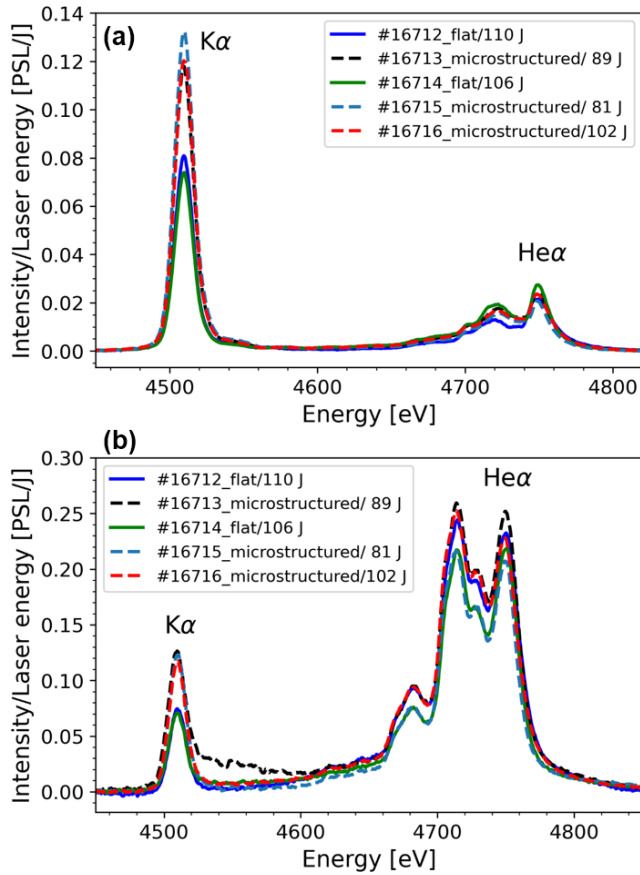 (a)
Kα
#16712_flat/110 J
#16713_microstructured/ 89 J
#16714_flat/106 J
#16715_microstructured/ 81 J
#16716_microstructured/102 J
Heα
Intensity/Laser energy [PSL/J]
0.14
0.12
0.10
0.08
0.06
0.04
0.02
0.00
4500
4600
4700
4800
Energy [eV]
(b)
#16712_flat/110 J
#16713_microstructured/ 89 J
#16714_flat/106 J
#16715_microstructured/ 81 J
#16716_microstructured/102 J
Heα
Kα
Intensity/Laser energy [PSL/J]
0.30
0.25
0.20
0.15
0.10
0.05
0.00
4500
4600
4700
4800
Energy [eV]